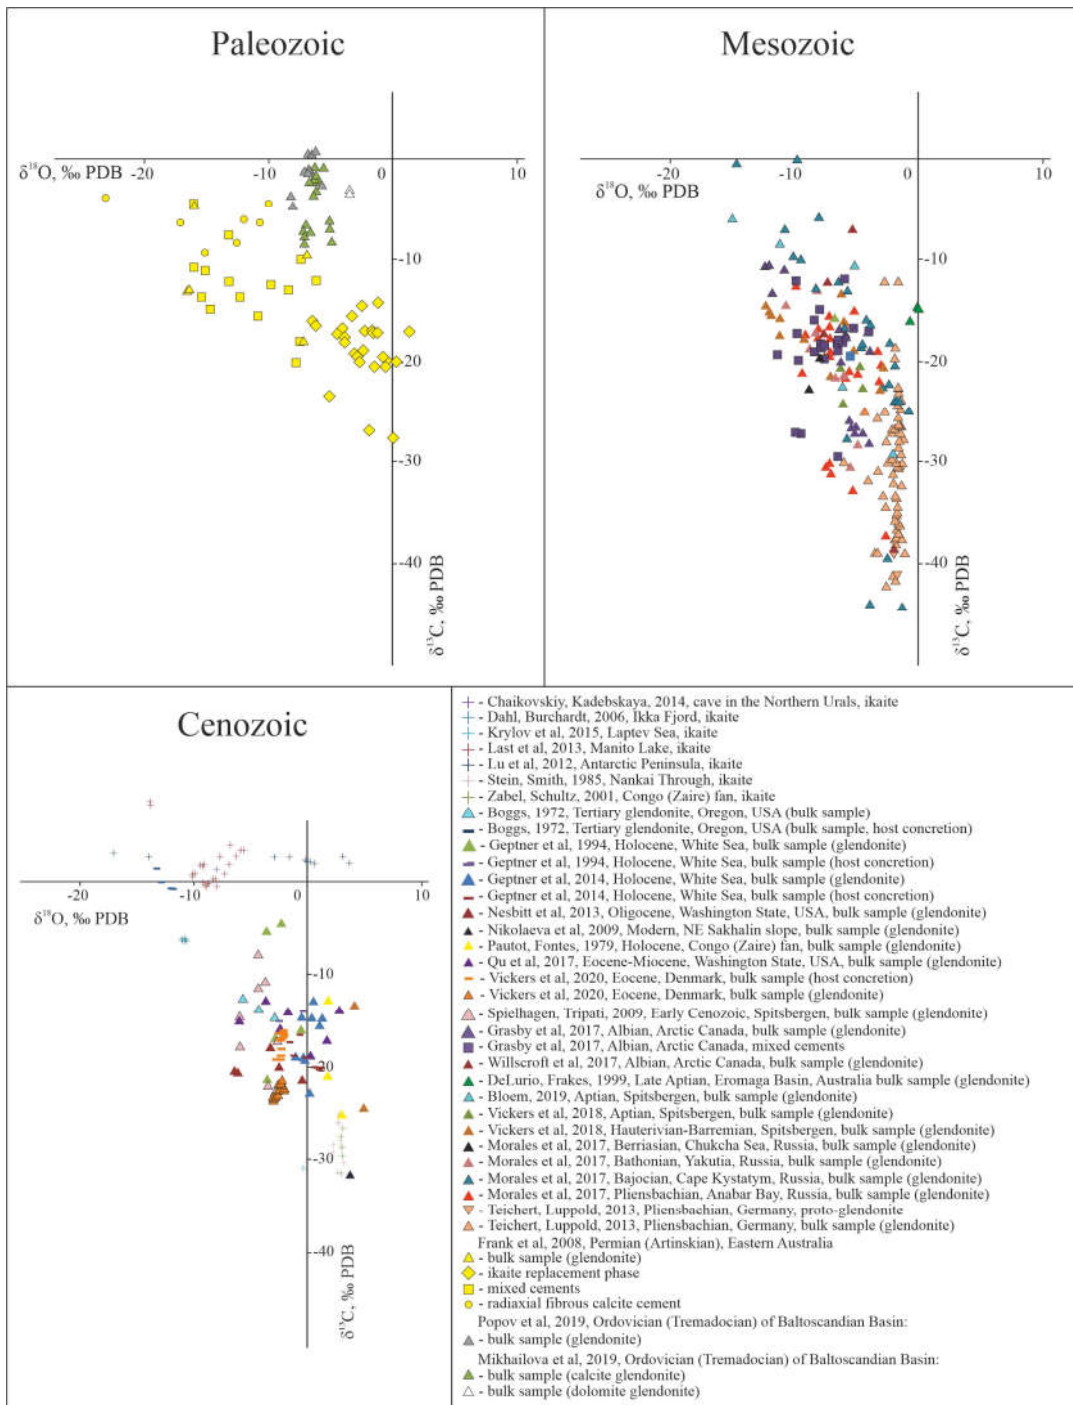 Paleozoic
δ¹⁸O, ‰ PDB
-20
-10
0
10
-10
-20
-30
-40
δ¹³C, ‰ PDB
Mesozoic
δ¹⁸O, ‰ PDB
-20
-10
0
10
-10
-20
-30
-40
δ¹³C, ‰ PDB
Cenozoic
δ¹⁸O, ‰ PDB
-20
-10
0
10
-10
-20
-30
-40
δ¹³C, ‰ PDB
- Chaikovskiy, Kadebskaya, 2014, cave in the Northern Urals, ikaite
- Dahl, Burchardt, 2006, Ikka Fjord, ikaite
- Krylov et al, 2015, Laptev Sea, ikaite
- Last et al, 2013, Manito Lake, ikaite
- Lu et al, 2012, Antarctic Peninsula, ikaite
- Stein, Smith, 1985, Nankai Through, ikaite
- Zabel, Schultz, 2001, Congo (Zaire) fan, ikaite
- Boggs, 1972, Tertiary glendonite, Oregon, USA (bulk sample)
- Boggs, 1972, Tertiary glendonite, Oregon, USA (bulk sample, host concretion)
- Geptner et al, 1994, Holocene, White Sea, bulk sample (glendonite)
- Geptner et al, 1994, Holocene, White Sea, bulk sample (host concretion)
- Geptner et al, 2014, Holocene, White Sea, bulk sample (glendonite)
- Geptner et al, 2014, Holocene, White Sea, bulk sample (host concretion)
- Nesbitt et al, 2013, Oligocene, Washington State, USA, bulk sample (glendonite)
- Nikolaeva et al, 2009, Modern, NE Sakhalin slope, bulk sample (glendonite)
- Pautot, Fontes, 1979, Holocene, Congo (Zaire) fan, bulk sample (glendonite)
- Qu et al, 2017, Eocene-Miocene, Washington State, USA, bulk sample (glendonite)
- Vickers et al, 2020, Eocene, Denmark, bulk sample (host concretion)
- Vickers et al, 2020, Eocene, Denmark, bulk sample (glendonite)
- Spielhagen, Tripati, 2009, Early Cenozoic, Spitsbergen, bulk sample (glendonite)
- Grasby et al, 2017, Albian, Arctic Canada, bulk sample (glendonite)
- Grasby et al, 2017, Albian, Arctic Canada, mixed cements
- Willscroft et al, 2017, Albian, Arctic Canada, bulk sample (glendonite)
- DeLurio, Frakes, 1999, Late Aptian, Eromaga Basin, Australia bulk sample (glendonite)
- Bloem, 2019, Aptian, Spitsbergen, bulk sample (glendonite)
- Vickers et al, 2018, Aptian, Spitsbergen, bulk sample (glendonite)
- Vickers et al, 2018, Hauterivian-Barremian, Spitsbergen, bulk sample (glendonite)
- Morales et al, 2017, Berriasian, Chukcha Sea, Russia, bulk sample (glendonite)
- Morales et al, 2017, Bathonian, Yakutia, Russia, bulk sample (glendonite)
- Morales et al, 2017, Bajocian, Cape Kystatym, Russia, bulk sample (glendonite)
- Morales et al, 2017, Pliensbachian, Anabar Bay, Russia, bulk sample (glendonite)
- Teichert, Luppold, 2013, Pliensbachian, Germany, proto-glendonite
- Teichert, Luppold, 2013, Pliensbachian, Germany, bulk sample (glendonite)
Frank et al, 2008, Permian (Artinskian), Eastern Australia
- bulk sample (glendonite)
- ikaite replacement phase
- mixed cements
- radiaxial fibrous calcite cement
Popov et al, 2019, Ordovician (Tremadocian) of Baltoscandian Basin:
- bulk sample (glendonite)
Mikhailova et al, 2019, Ordovician (Tremadocian) of Baltoscandian Basin:
- bulk sample (calcite glendonite)
- bulk sample (dolomite glendonite)